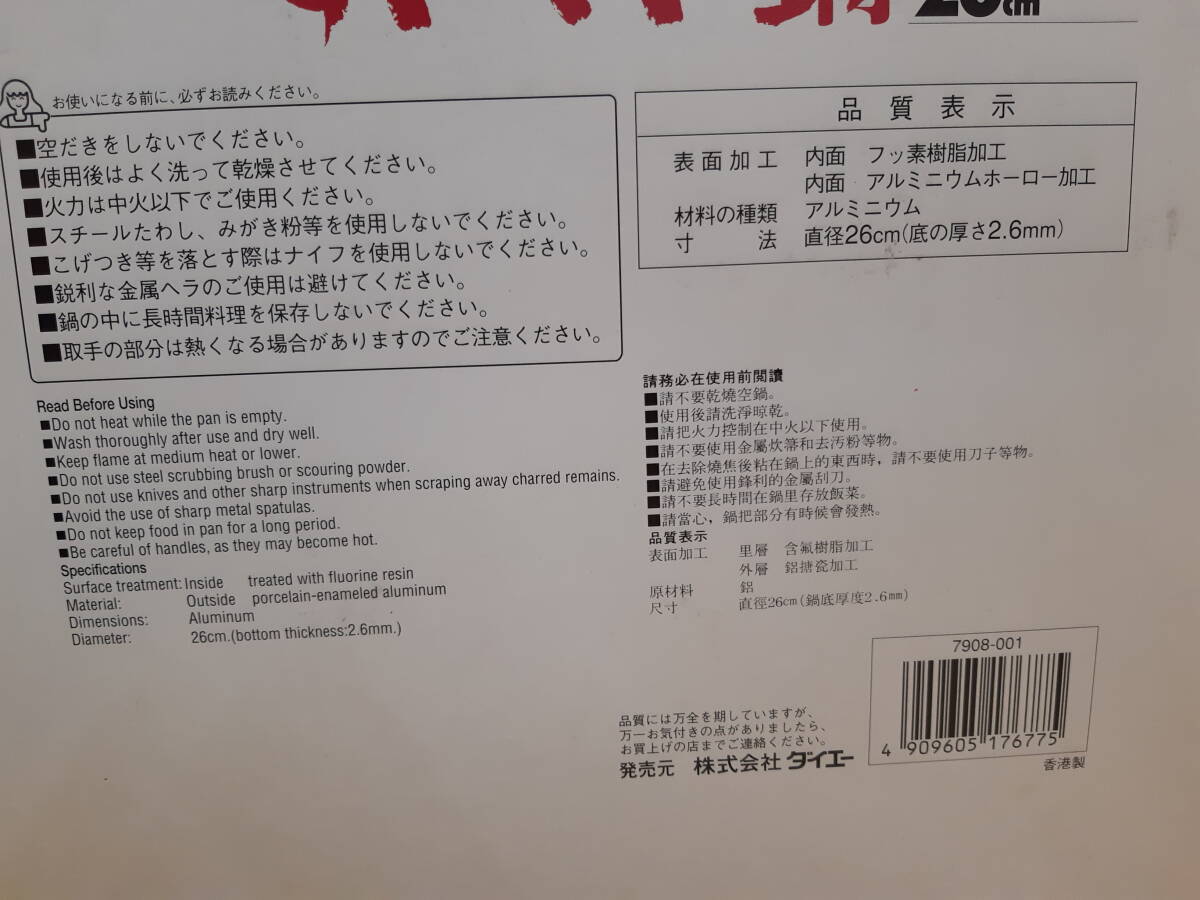 鍋 26cm
お使いになる前に、必ずお読みください。
■空だきをしないでください。
■使用後はよく洗って乾燥させてください。
■火力は中火以下でご使用ください。
■スチールたわし、みがき粉等を使用しないでください。
■こげつき等を落とす際はナイフを使用しないでください。
■鋭利な金属ヘラのご使用は避けてください。
■鍋の中に長時間料理を保存しないでください。
■取手の部分は熱くなる場合がありますのでご注意ください。
品質表示
表面加工 内面 フッ素樹脂加工
内面 アルミニウムホーロー加工
材料の種類 アルミニウム
寸法 直径26cm(底の厚さ2.6mm)
Read Before Using
■Do not heat while the pan is empty.
■Wash thoroughly after use and dry well.
■Keep flame at medium heat or lower.
■Do not use steel scrubbing brush or scouring powder.
■Do not use knives and other sharp instruments when scraping away charred remains.
■Avoid the use of sharp metal spatulas.
■Do not keep food in pan for a long period.
■Be careful of handles, as they may become hot.
Specifications
Surface treatment: Inside treated with fluorine resin
Material: Outside porcelain-enameled aluminum
Dimensions: Aluminum
Diameter: 26cm.(bottom thickness:2.6mm.)
請務必在使用前閲讀
■請不要乾燒空鍋。
■使用後請洗淨晾乾。
■請把火力控制在中火以下使用。
■請不要使用金屬炊箒和去汚粉等物。
■在去除燒焦後粘在鍋上的東西時，請不要使用刀子等物。
■請避免使用鋒利的金屬刮刀。
■請不要長時間在鍋里存放飯菜。
■請當心，鍋把部分有時候會發熱。
品質表示
表面加工 里層 含氟樹脂加工
外層 鋁搪瓷加工
原材料 鋁
尺寸 直徑26cm(鍋底厚度2.6mm)
7908-001
4 909605 176775
香港製
品質には万全を期していますが、
万一お気付きの点がありましたら、
お買上げの店までご連絡ください。
発売元 株式会社 ダイエー